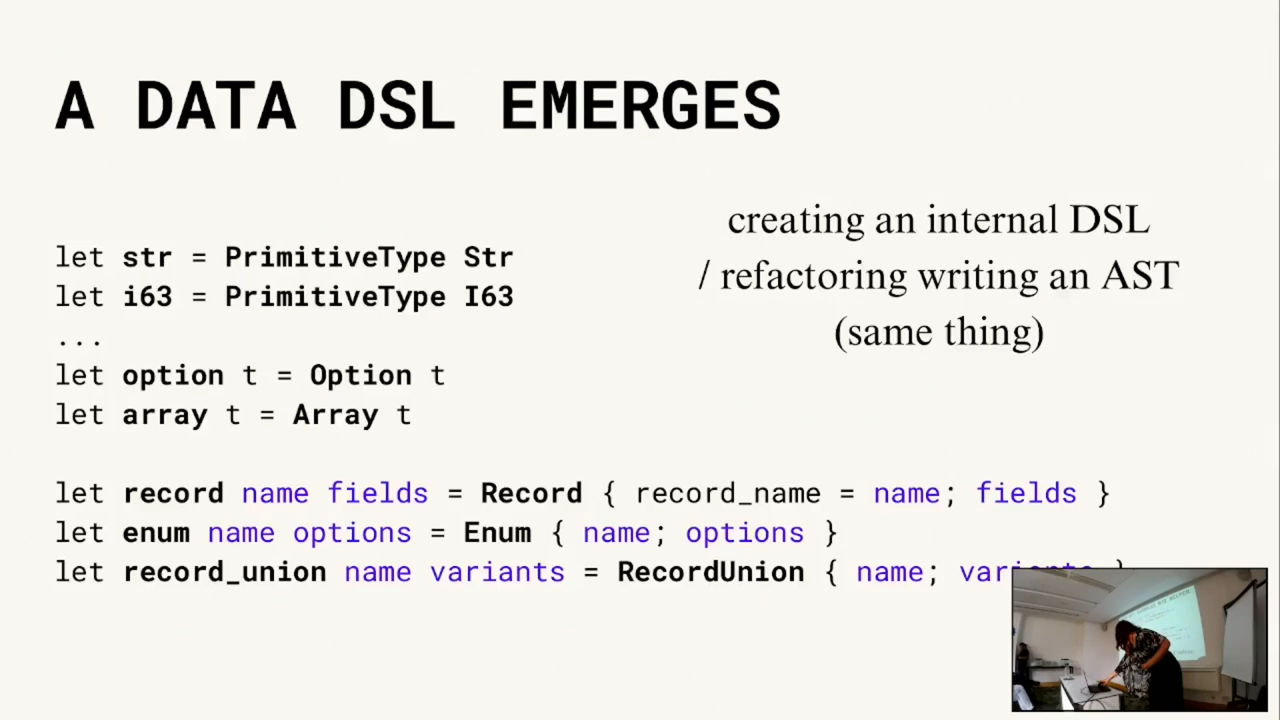 A DATA DSL EMERGES
creating an internal DSL
/ refactoring writing an AST
(same thing)
let str = PrimitiveType Str
let i63 = PrimitiveType I63
...
let option t = Option t
let array t = Array t
let record name fields = Record { record_name = name; fields }
let enum name options = Enum { name; options }
let record_union name variants = RecordUnion { name; variants }